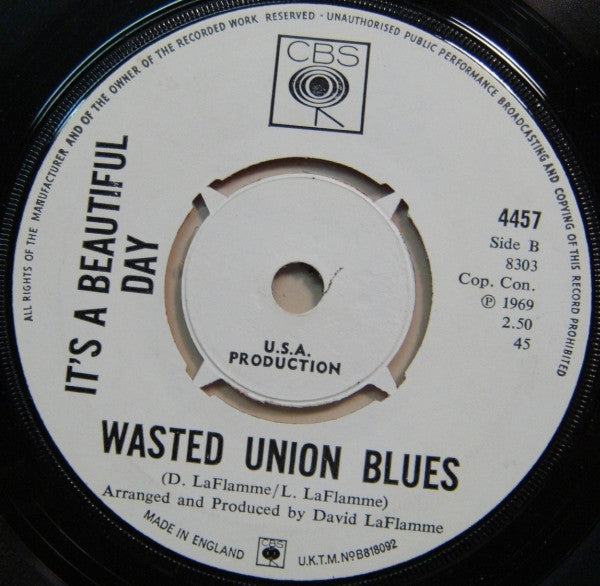 ALL RIGHTS OF THE MANUFACTURER AND OF THE OWNER OF THE RECORDED WORK RESERVED · UNAUTHORISED PUBLIC PERFORMANCE BROADCASTING AND COPYING OF THIS RECORD PROHIBITED
CBS
IT'S A BEAUTIFUL
DAY
4457
Side B
8303
Cop. Con.
℗ 1969
2.50
45
U.S.A.
PRODUCTION
WASTED UNION BLUES
(D. LaFlamme/L. LaFlamme)
Arranged and Produced by David LaFlamme
MADE IN ENGLAND
CBS
U.K.T.M. No B818092